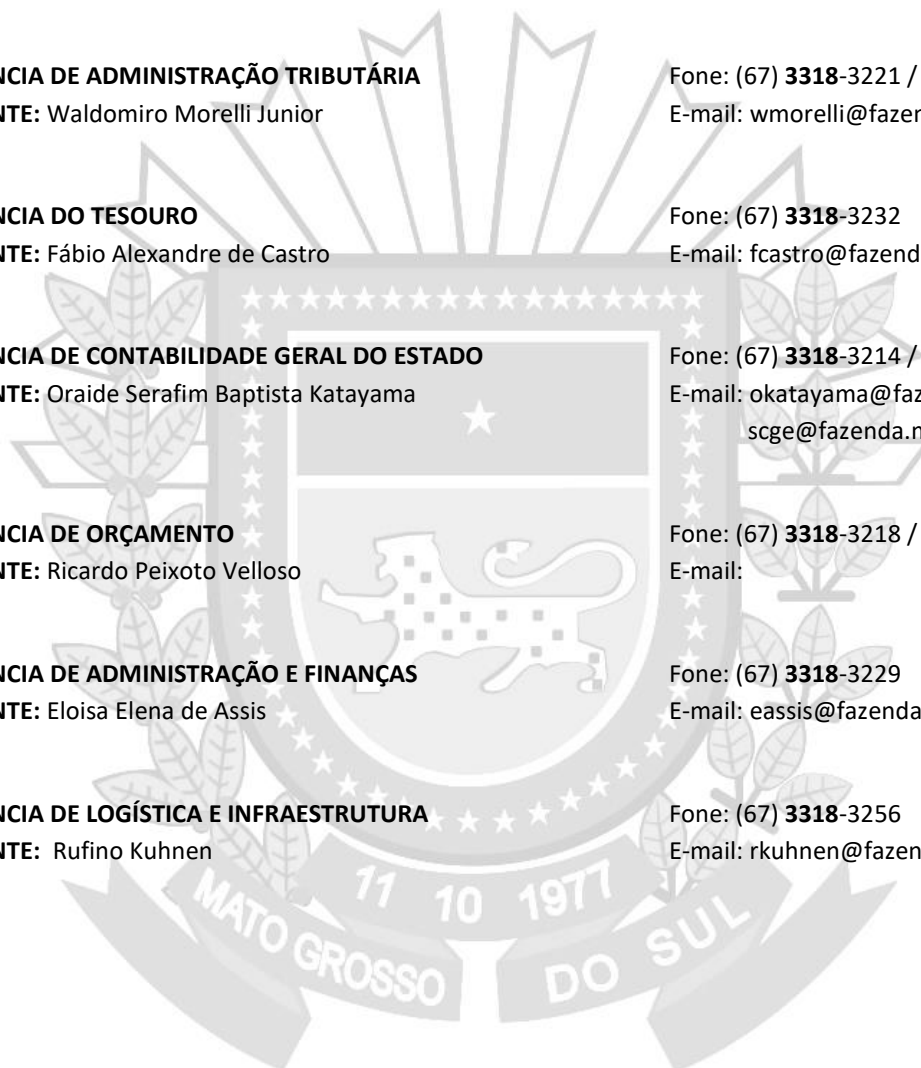 NCIA DE ADMINISTRAÇÃO TRIBUTÁRIA Fone: (67) 3318-3221 /
NTE: Waldomiro Morelli Junior E-mail: wmorelli@fazen
NCIA DO TESOURO Fone: (67) 3318-3232
NTE: Fábio Alexandre de Castro E-mail: fcastro@fazend
NCIA DE CONTABILIDADE GERAL DO ESTADO Fone: (67) 3318-3214 /
NTE: Oraide Serafim Baptista Katayama E-mail: okatayama@faz
scge@fazenda.n
NCIA DE ORÇAMENTO Fone: (67) 3318-3218 /
NTE: Ricardo Peixoto Velloso E-mail:
NCIA DE ADMINISTRAÇÃO E FINANÇAS Fone: (67) 3318-3229
NTE: Eloisa Elena de Assis E-mail: eassis@fazenda
NCIA DE LOGÍSTICA E INFRAESTRUTURA Fone: (67) 3318-3256
NTE: Rufino Kuhnen E-mail: rkuhnen@fazen
11 10 1977
MATO GROSSO DO SUL